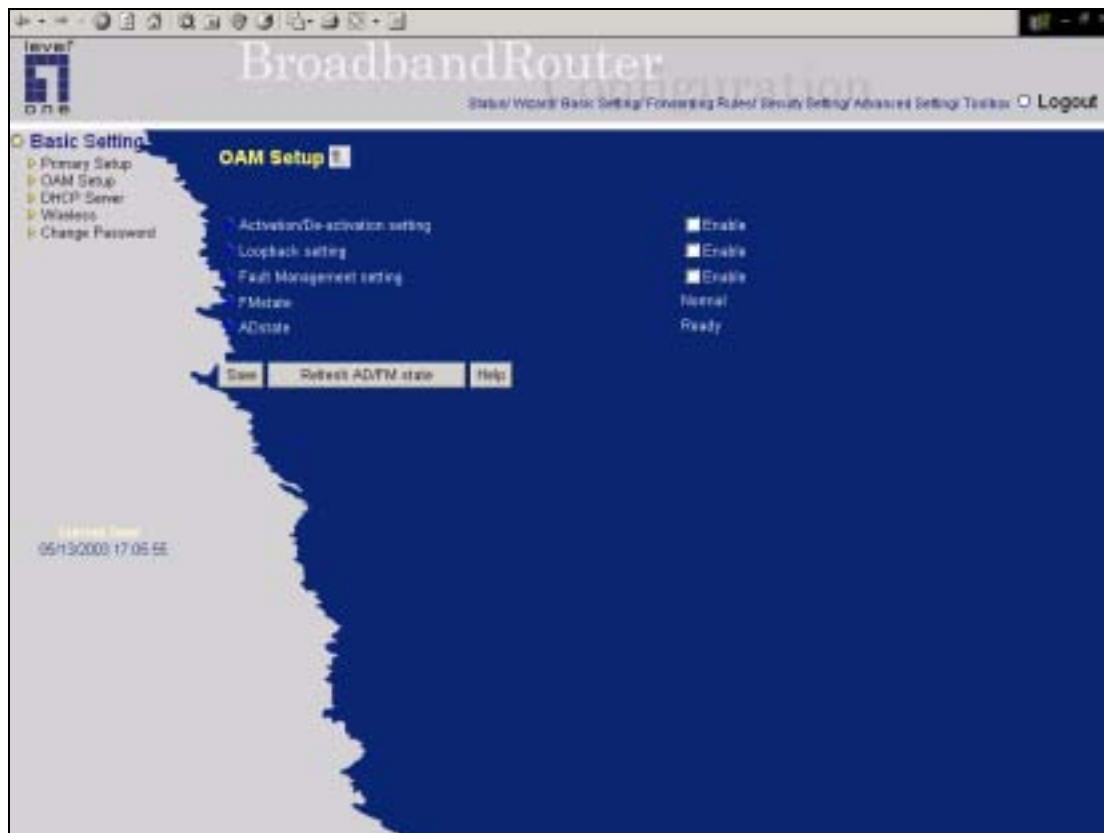 level
one
BroadbandRouter
Configuration
Status/ Wizard/ Basic Setting/ Forwarding Rules/ Security Setting/ Advanced Setting/ Toolbox Logout
Basic Setting
Primary Setup
OAM Setup
DHCP Server
Wireless
Change Password
OAM Setup
Activation/De-activation setting Enable
Loopback setting Enable
Fault Management setting Enable
FMstate Normal
ADstate Ready
Save Refresh AD/FM state Help
05/13/2003 17:05:55